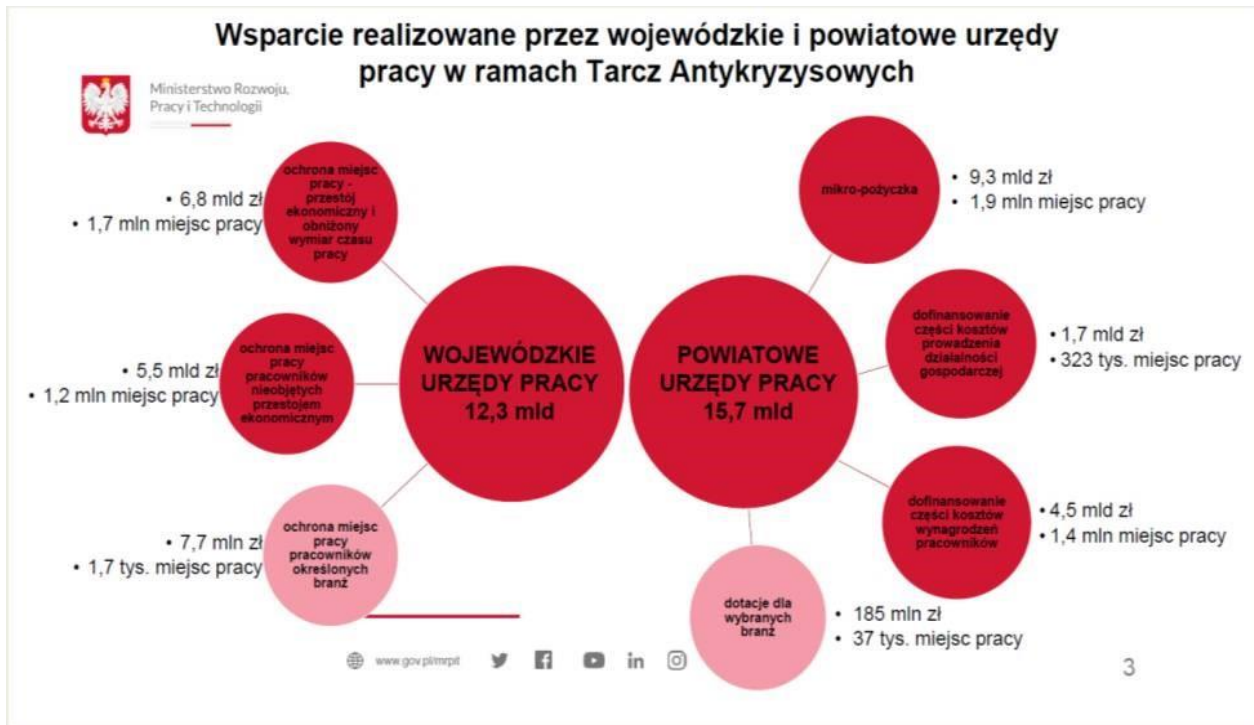 Wsparcie realizowane przez wojewódzkie i powiatowe urzędy
pracy w ramach Tarcz Antykryzysowych
Ministerstwo Rozwoju,
Pracy i Technologii
ochrona miejsc
pracy -
przestój
ekonomiczny i
obniżony
wymiar czasu
pracy
• 6,8 mld zł
• 1,7 mln miejsc pracy
ochrona miejsc
pracy
pracowników
nieobjętych
przestojem
ekonomicznym
• 5,5 mld zł
• 1,2 mln miejsc pracy
ochrona miejsc
pracy
pracowników
określonych
branż
• 7,7 mln zł
• 1,7 tys. miejsc pracy
WOJEWÓDZKIE
URZĘDY PRACY
12,3 mld
POWIATOWE
URZĘDY PRACY
15,7 mld
mikro-pożyczka
• 9,3 mld zł
• 1,9 mln miejsc pracy
dofinansowanie
części kosztów
prowadzenia
działalności
gospodarczej
• 1,7 mld zł
• 323 tys. miejsc pracy
dofinansowanie
części kosztów
wynagrodzeń
pracowników
• 4,5 mld zł
• 1,4 mln miejsc pracy
dotacje dla
wybranych
branż
• 185 mln zł
• 37 tys. miejsc pracy
www.gov.pl/mrpit
3